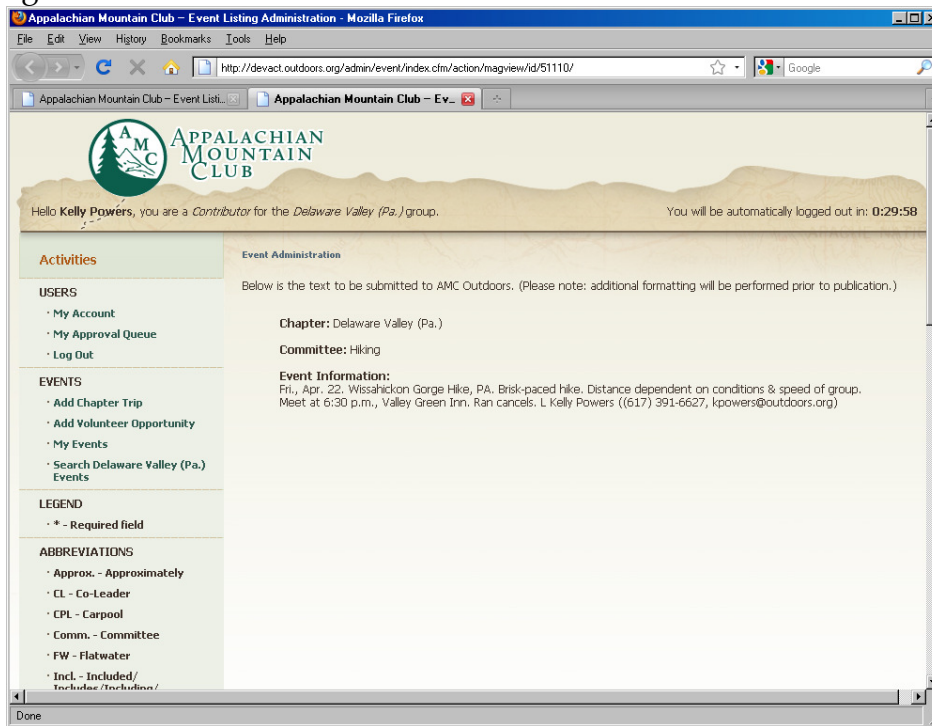 Appalachian Mountain Club – Event Listing Administration - Mozilla Firefox
File Edit View History Bookmarks Tools Help
http://devact.outdoors.org/admin/event/index.cfm/action/magview/id/51110/
Google
Appalachian Mountain Club – Event Listi...
Appalachian Mountain Club – Ev...
AMC
APPALACHIAN
MOUNTAIN
CLUB
Hello Kelly Powers, you are a Contributor for the Delaware Valley (Pa.) group.
You will be automatically logged out in: 0:29:58
Activities
USERS
· My Account
· My Approval Queue
· Log Out
EVENTS
· Add Chapter Trip
· Add Volunteer Opportunity
· My Events
· Search Delaware Valley (Pa.)
Events
LEGEND
· * - Required field
ABBREVIATIONS
· Approx. - Approximately
· CL - Co-Leader
· CPL - Carpool
· Comm. - Committee
· FW - Flatwater
· Incl. - Included/
Includes/Including/
Event Administration
Below is the text to be submitted to AMC Outdoors. (Please note: additional formatting will be performed prior to publication.)
Chapter: Delaware Valley (Pa.)
Committee: Hiking
Event Information:
Fri., Apr. 22. Wissahickon Gorge Hike, PA. Brisk-paced hike. Distance dependent on conditions & speed of group.
Meet at 6:30 p.m., Valley Green Inn. Ran cancels. L Kelly Powers ((617) 391-6627, kpowers@outdoors.org)
Done